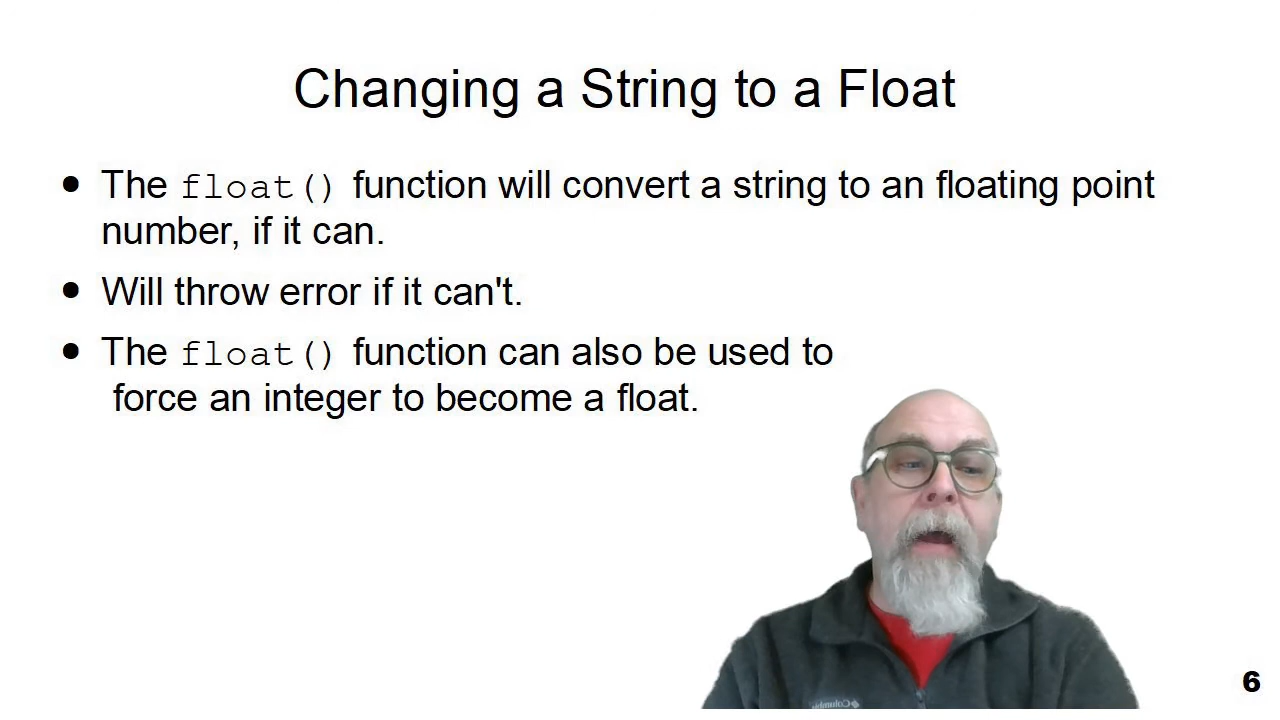 Changing a String to a Float
• The float() function will convert a string to an floating point
number, if it can.
• Will throw error if it can't.
• The float() function can also be used to
force an integer to become a float.
Columbia
6